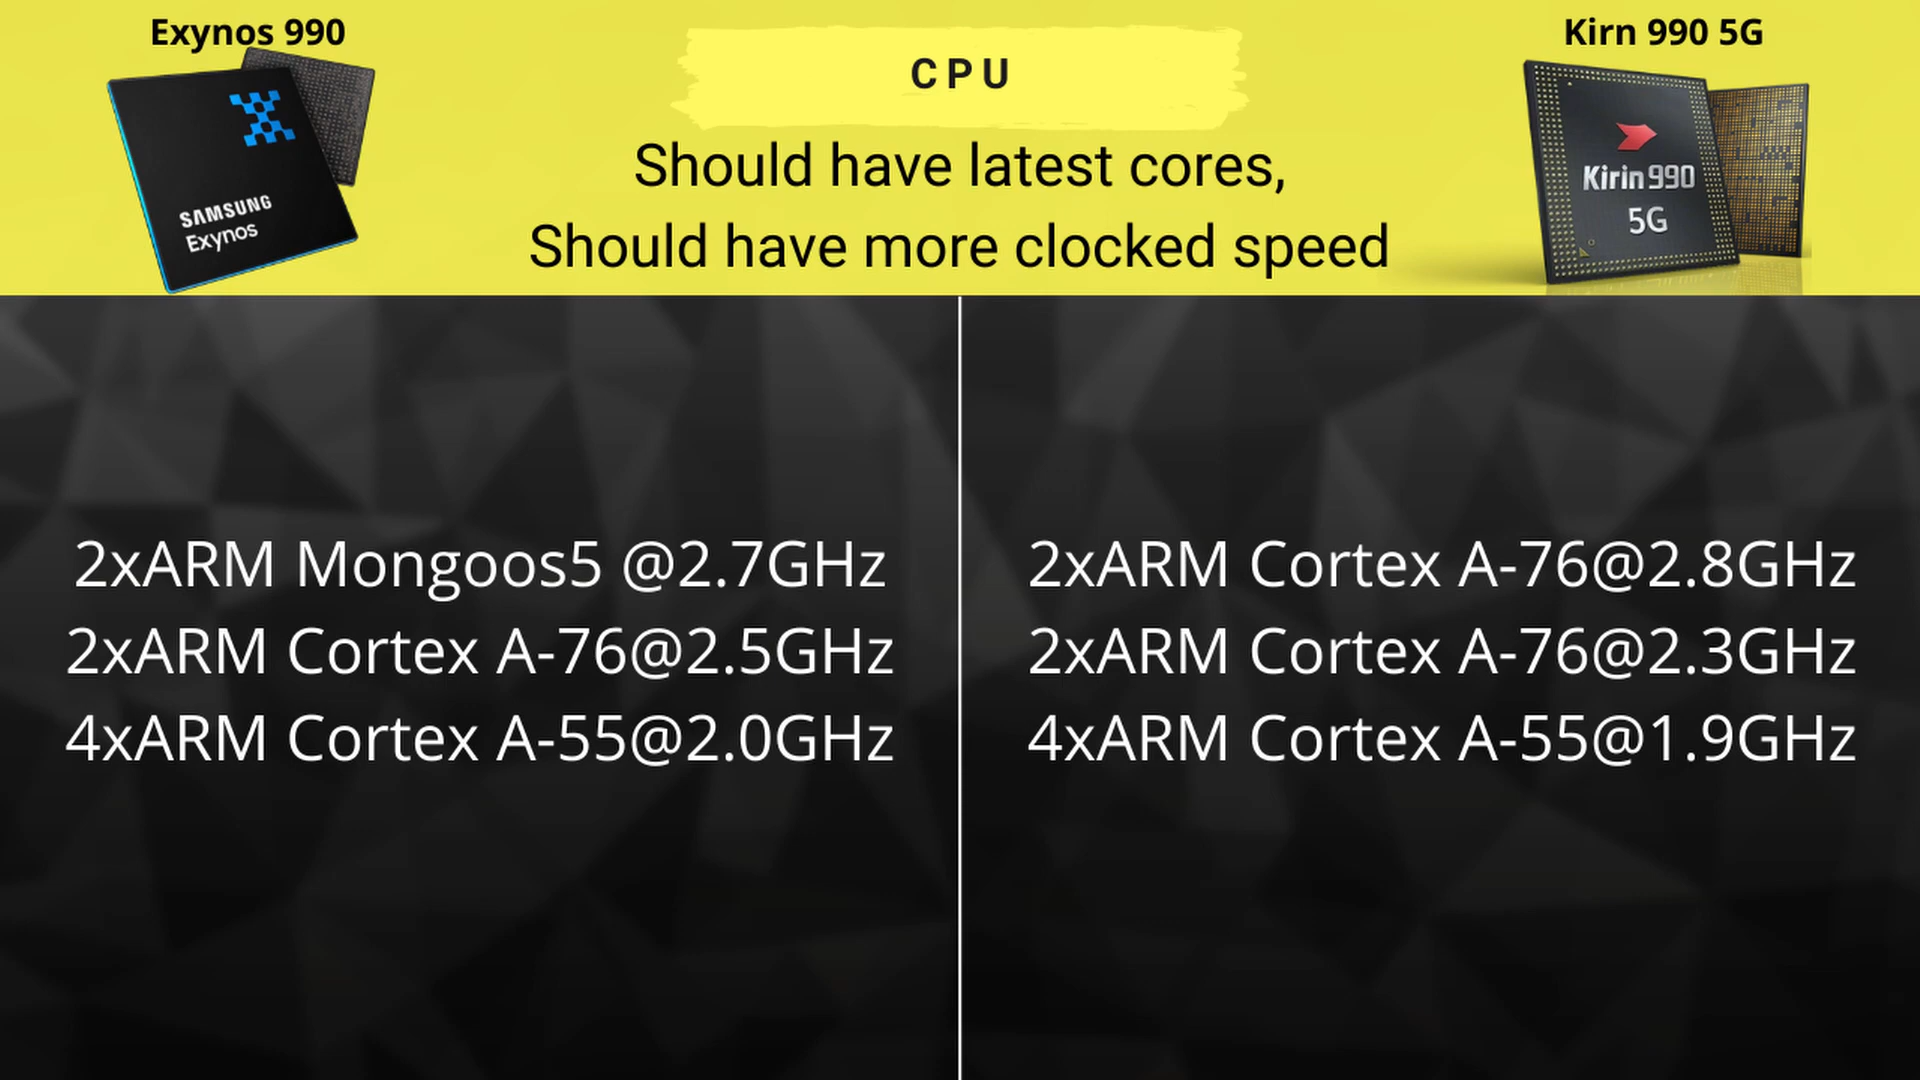 Exynos 990
SAMSUNG
Exynos
CPU
Should have latest cores,
Should have more clocked speed
Kirn 990 5G
Kirin 990
5G
2xARM Mongoos5 @2.7GHz
2xARM Cortex A-76@2.5GHz
4xARM Cortex A-55@2.0GHz
2xARM Cortex A-76@2.8GHz
2xARM Cortex A-76@2.3GHz
4xARM Cortex A-55@1.9GHz